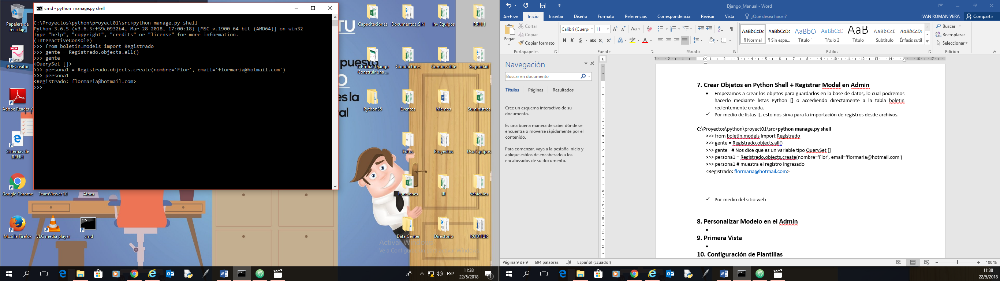 cmd - python  manage.py shell
C:\Proyectos\python\proyect01\src>python manage.py shell
Python 3.6.5 (v3.6.5:f59c0932b4, Mar 28 2018, 17:00:18) [MSC v.1900 64 bit (AMD64)] on win32
Type "help", "copyright", "credits" or "license" for more information.
(InteractiveConsole)
>>> from boletin.models import Registrado
>>> gente = Registrado.objects.all()
>>> gente
<QuerySet []>
>>> persona1 = Registrado.objects.create(nombre='Flor', email='flormaria@hotmail.com')
>>> persona1
<Registrado: flormaria@hotmail.com>
>>>
Papelera de
reciclaje
PDFCreator
Adobe Reader X
Sistemas de
RRHH
Google Chrome
TeamViewer 10
Atom
Mozilla Firefox
VLC media player
cmd
TU
puesto
O
es la
al
Capacitaciones
Documentos_SIN
Inv Equipos
RRHH
1. Probar Django
Construir una ...
Conductores
Combustible
Seguridad
Python36
Eventos
Memos
Suministros
Fotos
Proyectos
Uso Equipos
Funciones
IR
Vehiculos
Data Center
Directorio
RODTIUR
Activar Windows
Ve a Configuración para activar Windows.
ESP
11:38
22/5/2018
1
Django_Manual - Word
Archivo
Inicio
Insertar
Diseño
Formato
Referencias
Correspondencia
Revisar
Vista
¿Qué desea hacer?
IVAN ROMAN VERA
Compartir
Pegar
Cortar
Copiar
Copiar formato
Portapapeles
Calibri (Cuerpo
11
N K S abc x₂ x²
Fuente
Párrafo
AaBbCcDc
¶ Normal
AaBbCcDc
¶ Sin espa...
AaBbCc
Título 1
AaBbCcD
Título 2
AaB
Título
AaBbCcD
Subtítulo
AaBbCcDc
Énfasis sutil
Estilos
Buscar
Reemplazar
Seleccionar
Edición
Navegación
Buscar en documento
Títulos
Páginas
Resultados
Cree un esquema interactivo de su
documento.
Es una buena manera de saber dónde se
encuentra o moverse rápidamente por el
contenido.
Para comenzar, vaya a la pestaña Inicio y
aplique estilos de encabezado a los
encabezados de su documento.
7. Crear Objetos en Python Shell + Registrar Model en Admin
• Empezamos a crear los objetos para guardarlos en la base de datos, lo cual podremos
hacerlo mediante listas Python [] o accediendo directamente a la tabla boletin
recientemente creada.
✓ Por medio de listas [], esto nos sirva para la importación de registros desde archivos.
C:\Proyectos\python\proyect01\src>python manage.py shell
>>> from boletin.models import Registrado
>>> gente = Registrado.objects.all()
>>> gente   # Nos dice que es un variable tipo QuerySet []
>>> persona1 = Registrado.objects.create(nombre='Flor', email='flormaria@hotmail.com')
>>> persona1 # muestra el registro ingresado
<Registrado: flormaria@hotmail.com>
✓ Por medio del sitio web
8. Personalizar Modelo en el Admin
•
9. Primera Vista
•
10. Configuración de Plantillas
Página 9 de 9
694 palabras
Español (Ecuador)
100 %
11:38
22/5/2018